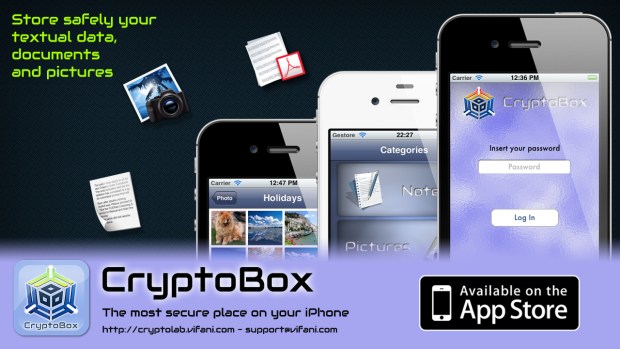 Store safely your
textual data,
documents
and pictures
Carrier 12:47 PM
Photo Holidays
Gestore 22:27
Categories
Note
Pictures
Carrier 12:36 PM
CryptoBox
Insert your password
Password
Log In
CryptoBox
CryptoBox
The most secure place on your iPhone
http://cryptolab.vifani.com - support@vifani.com
Available on the
App Store